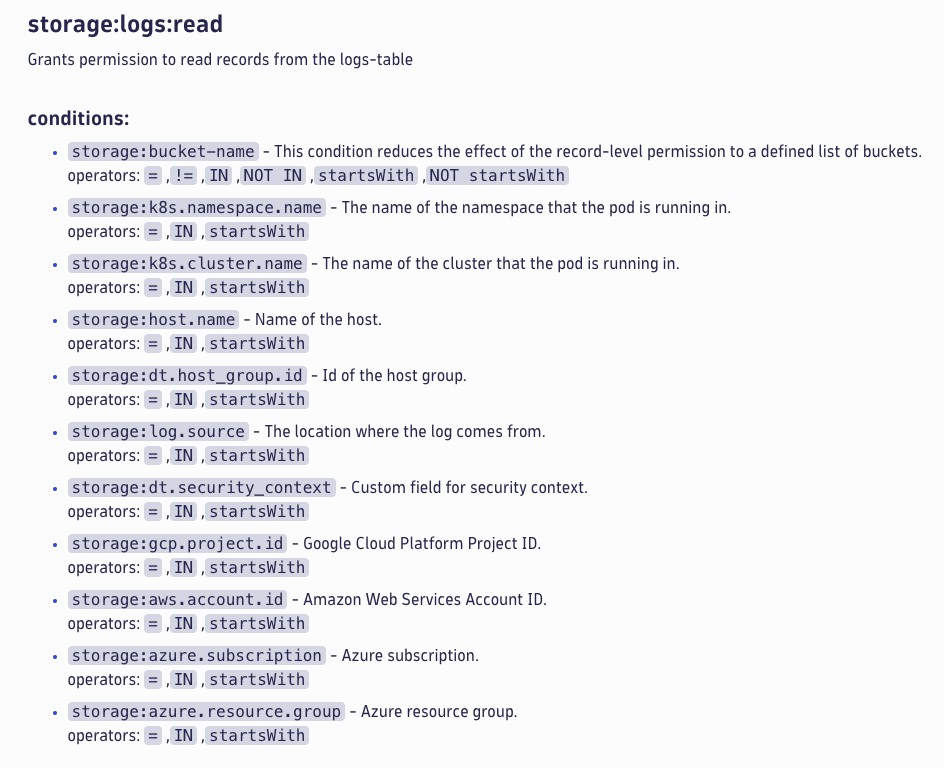 storage:logs:read
Grants permission to read records from the logs-table
conditions:
• storage:bucket-name - This condition reduces the effect of the record-level permission to a defined list of buckets.
operators: = , != , IN , NOT IN , startsWith , NOT startsWith
• storage:k8s.namespace.name - The name of the namespace that the pod is running in.
operators: = , IN , startsWith
• storage:k8s.cluster.name - The name of the cluster that the pod is running in.
operators: = , IN , startsWith
• storage:host.name - Name of the host.
operators: = , IN , startsWith
• storage:dt.host_group.id - Id of the host group.
operators: = , IN , startsWith
• storage:log.source - The location where the log comes from.
operators: = , IN , startsWith
• storage:dt.security_context - Custom field for security context.
operators: = , IN , startsWith
• storage:gcp.project.id - Google Cloud Platform Project ID.
operators: = , IN , startsWith
• storage:aws.account.id - Amazon Web Services Account ID.
operators: = , IN , startsWith
• storage:azure.subscription - Azure subscription.
operators: = , IN , startsWith
• storage:azure.resource.group - Azure resource group.
operators: = , IN , startsWith